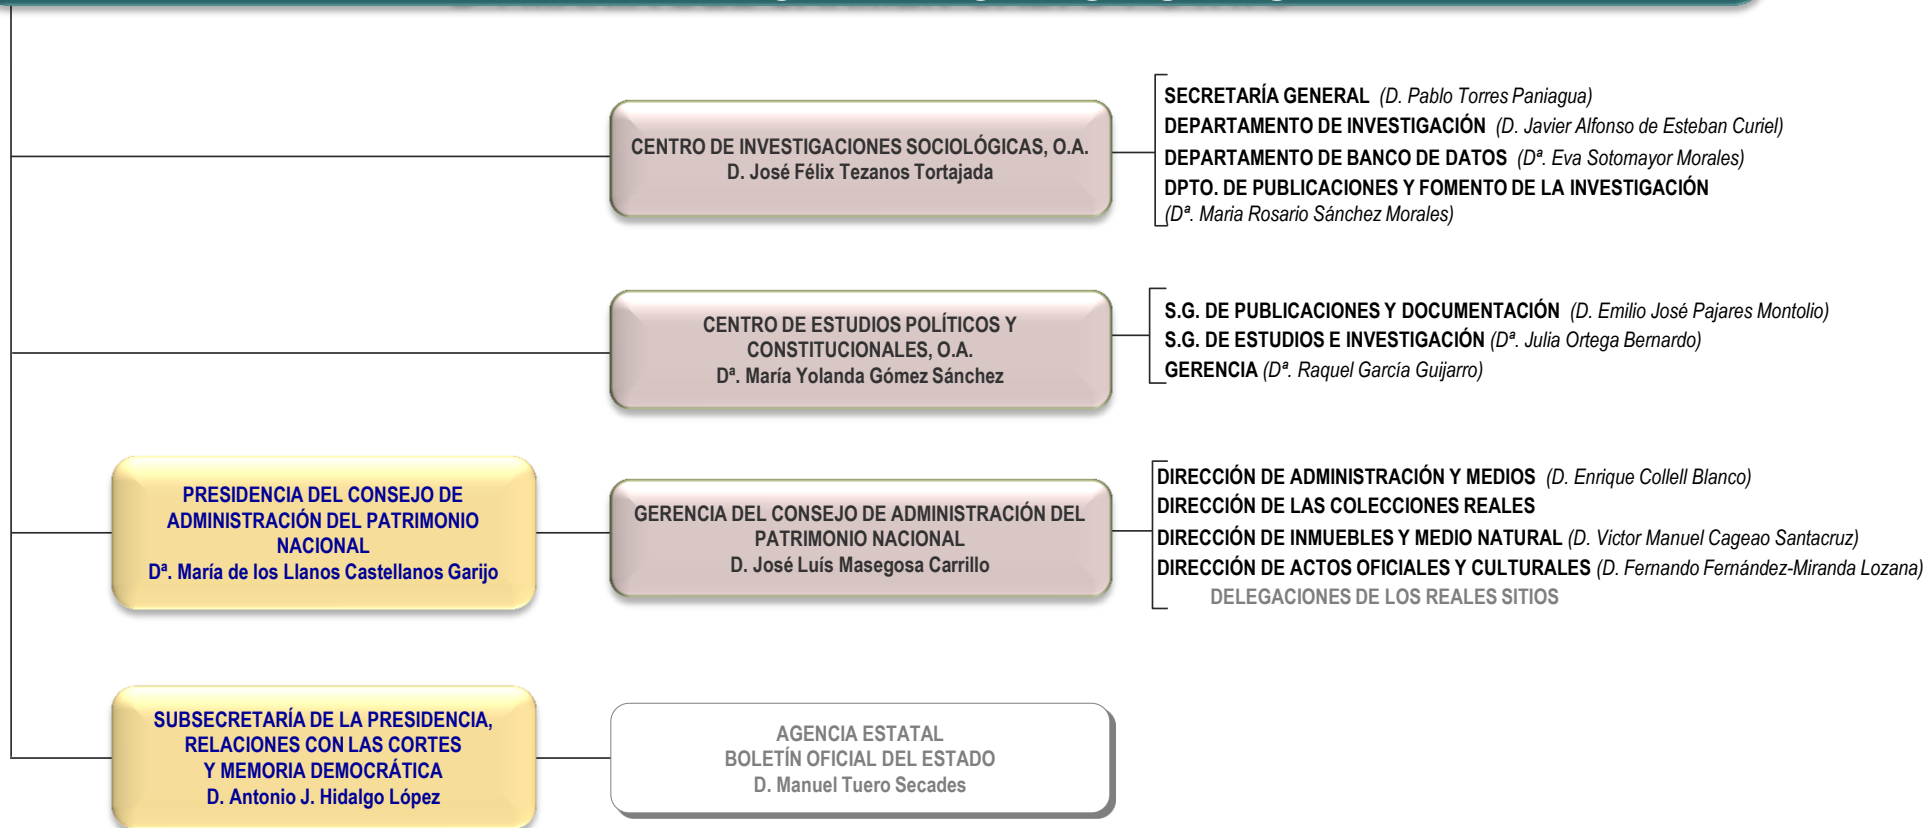 CENTRO DE INVESTIGACIONES SOCIOLÓGICAS, O.A.
D. José Félix Tezanos Tortajada
SECRETARÍA GENERAL (D. Pablo Torres Paniagua)
DEPARTAMENTO DE INVESTIGACIÓN (D. Javier Alfonso de Esteban Curiel)
DEPARTAMENTO DE BANCO DE DATOS (Dª. Eva Sotomayor Morales)
DPTO. DE PUBLICACIONES Y FOMENTO DE LA INVESTIGACIÓN
(Dª. Maria Rosario Sánchez Morales)
CENTRO DE ESTUDIOS POLÍTICOS Y
CONSTITUCIONALES, O.A.
Dª. María Yolanda Gómez Sánchez
S.G. DE PUBLICACIONES Y DOCUMENTACIÓN (D. Emilio José Pajares Montolio)
S.G. DE ESTUDIOS E INVESTIGACIÓN (Dª. Julia Ortega Bernardo)
GERENCIA (Dª. Raquel García Guijarro)
PRESIDENCIA DEL CONSEJO DE
ADMINISTRACIÓN DEL PATRIMONIO
NACIONAL
Dª. María de los Llanos Castellanos Garijo
GERENCIA DEL CONSEJO DE ADMINISTRACIÓN DEL
PATRIMONIO NACIONAL
D. José Luís Masegosa Carrillo
DIRECCIÓN DE ADMINISTRACIÓN Y MEDIOS (D. Enrique Collell Blanco)
DIRECCIÓN DE LAS COLECCIONES REALES
DIRECCIÓN DE INMUEBLES Y MEDIO NATURAL (D. Victor Manuel Cageao Santacruz)
DIRECCIÓN DE ACTOS OFICIALES Y CULTURALES (D. Fernando Fernández-Miranda Lozana)
DELEGACIONES DE LOS REALES SITIOS
SUBSECRETARÍA DE LA PRESIDENCIA,
RELACIONES CON LAS CORTES
Y MEMORIA DEMOCRÁTICA
D. Antonio J. Hidalgo López
AGENCIA ESTATAL
BOLETÍN OFICIAL DEL ESTADO
D. Manuel Tuero Secades